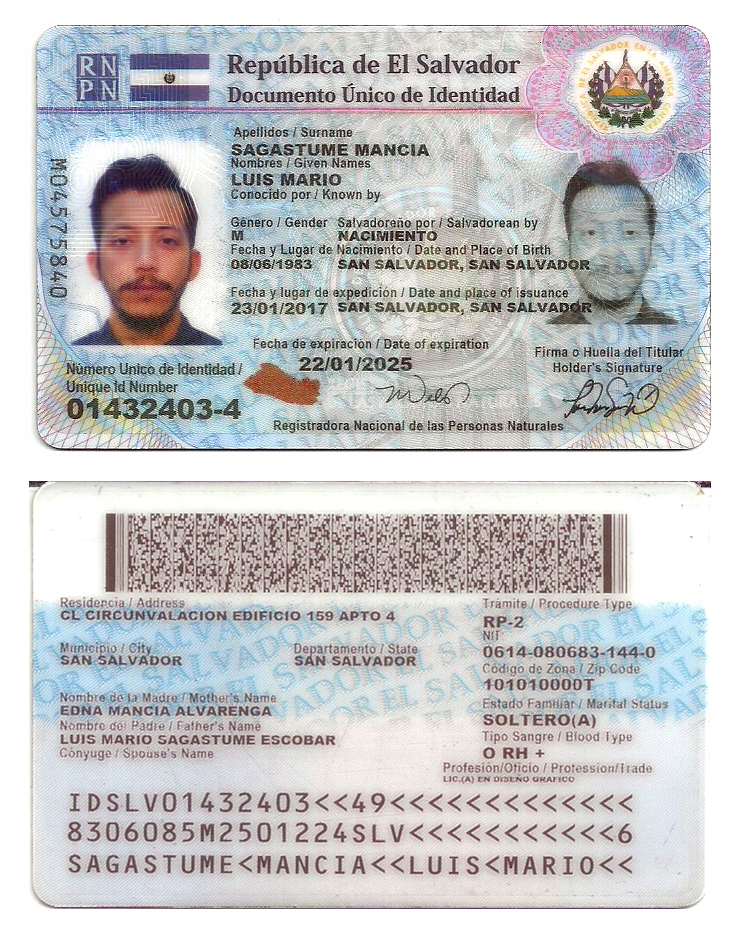 RN
PN
República de El Salvador
Documento Único de Identidad
Apellidos / Surname
SAGASTUME MANCIA
Nombres / Given Names
LUIS MARIO
Conocido por / Known by
Género / Gender Salvadoreño por / Salvadorean by
M NACIMIENTO
Fecha y Lugar de Nacimiento / Date and Place of Birth
08/06/1983 SAN SALVADOR, SAN SALVADOR
Fecha y lugar de expedición / Date and place of issuance
23/01/2017 SAN SALVADOR, SAN SALVADOR
Fecha de expiración / Date of expiration
22/01/2025
M04575840
Número Unico de Identidad /
Unique Id Number
01432403-4
Firma o Huella del Titular
Holder's Signature
Registradora Nacional de las Personas Naturales
Residencia / Address
CL CIRCUNVALACION EDIFICIO 159 APTO 4
Municipio / City
SAN SALVADOR
Departamento / State
SAN SALVADOR
Nombre de la Madre / Mother's Name
EDNA MANCIA ALVARENGA
Nombre del Padre / Father's Name
LUIS MARIO SAGASTUME ESCOBAR
Cónyuge / Spouse's Name
Trámite / Procedure Type
RP-2
NIT
0614-080683-144-0
Código de Zona / Zip Code
101010000T
Estado Familiar / Marital Status
SOLTERO(A)
Tipo Sangre / Blood Type
O RH +
Profesión/Oficio / Profession/Trade
LIC.(A) EN DISEÑO GRAFICO
IDSLV01432403<<49<<<<<<<<<<<<<
8306085M2501224SLV<<<<<<<<<<<6
SAGASTUME<MANCIA<<LUIS<MARIO<<